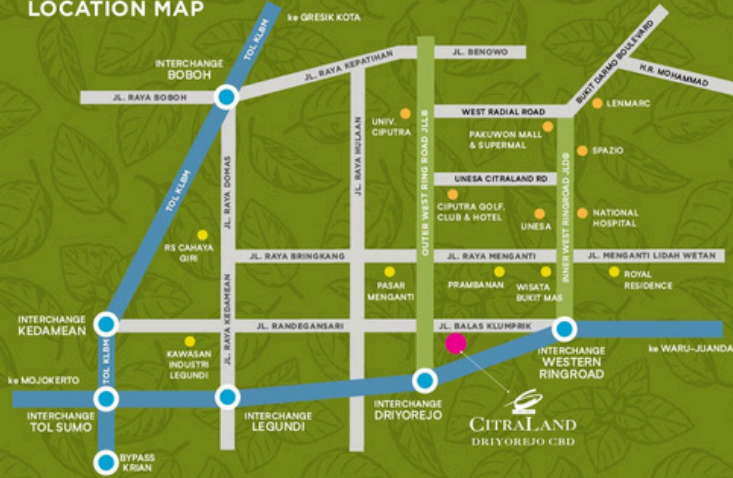 LOCATION MAP
ke GRESIK KOTA
TOL KLBM
INTERCHANGE
BOBOH
JL. RAYA KEPATIHAN
JL. BENOWO
BUKIT DARMO BOULEVARD
H.R. MOHAMMAD
JL. RAYA BOBOH
WEST RADIAL ROAD
LENMARC
UNIV.
CIPUTRA
PAKUWON MALL
& SUPERMAL
SPAZIO
JL. RAYA HULAAN
OUTER WEST RING ROAD JLLB
INNER WEST RINGROAD JLDB
JL. RAYA DOMAS
TOL KLBM
UNESA CITRALAND RD
CIPUTRA GOLF,
CLUB & HOTEL
UNESA
NATIONAL
HOSPITAL
RS CAHAYA
GIRI
JL. RAYA BRINGKANG
JL. RAYA MENGANTI
JL. MENGANTI LIDAH WETAN
PASAR
MENGANTI
PRAMBANAN
WISATA
BUKIT MAS
ROYAL
RESIDENCE
JL. RAYA KEDAMEAN
INTERCHANGE
KEDAMEAN
JL. RANDEGANSARI
JL. BALAS KLUMPRIK
KAWASAN
INDUSTRI
LEGUNDI
TOL KLBM
INTERCHANGE
WESTERN
RINGROAD
ke WARU-JUANDA
ke MOJOKERTO
INTERCHANGE
TOL SUMO
INTERCHANGE
LEGUNDI
INTERCHANGE
DRIYOREJO
CITRALAND
DRIYOREJO CBD
BYPASS
KRIAN